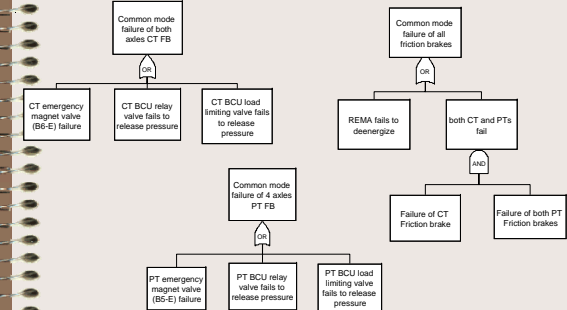 Common mode
failure of both
axles CT FB
OR
CT emergency
magnet valve
(B6-E) failure
CT BCU relay
valve fails to
release pressure
CT BCU load
limiting valve fails
to release
pressure
Common mode
failure of all
friction brakes
OR
REMA fails to
deenergize
both CT and PTs
fail
AND
Failure of CT
Friction brake
Failure of both PT
Friction brakes
Common mode
failure of 4 axles
PT FB
OR
PT emergency
magnet valve
(B5-E) failure
PT BCU relay
valve fails to
release pressure
PT BCU load
limiting valve
fails to release
pressure